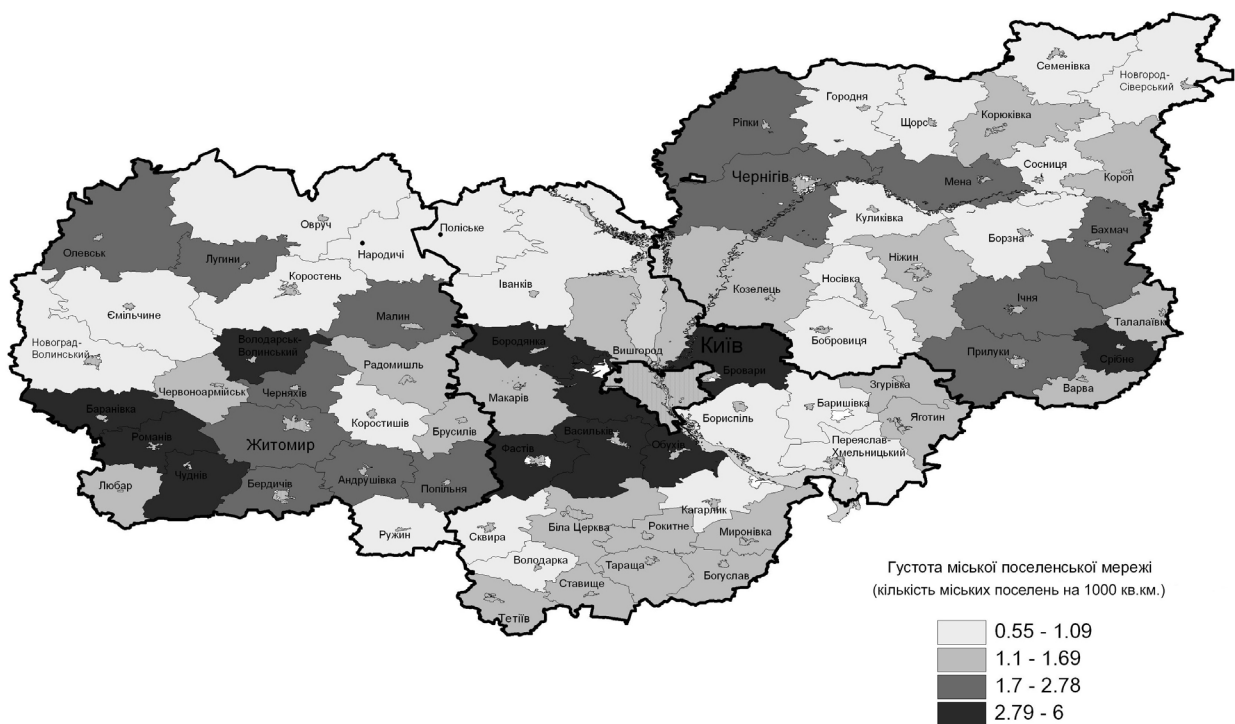 Семенівка
Новгород-
Сіверський
Городня
Щорс
Корюківка
Ріпки
Сосниця
Короп
Чернігів
Мена
Куликівка
Борзна
Бахмач
Овруч
Народичі
Поліське
Олевськ
Лугини
Коростень
Іванків
Козелець
Носівка
Ніжин
Ічня
Талалаївка
Ємільчине
Малин
Новоград-
Волинський
Володарськ-
Волинський
Бородянка
Вишгород
Київ
Бровари
Бобровиця
Прилуки
Срібне
Варва
Радомишль
Червоноармійськ
Черняхів
Макарів
Згурівка
Баранівка
Коростишів
Брусилів
Бориспіль
Баришівка
Яготин
Романів
Житомир
Фастів
Васильків
Обухів
Переяслав-
Хмельницький
Чуднів
Любар
Бердичів
Андрушівка
Попільня
Кагарлик
Ружин
Сквира
Біла Церква
Рокитне
Миронівка
Володарка
Тараща
Богуслав
Ставище
Тетіїв
Густота міської поселенської мережі
(кількість міських поселень на 1000 кв.км.)
0.55 - 1.09
1.1 - 1.69
1.7 - 2.78
2.79 - 6